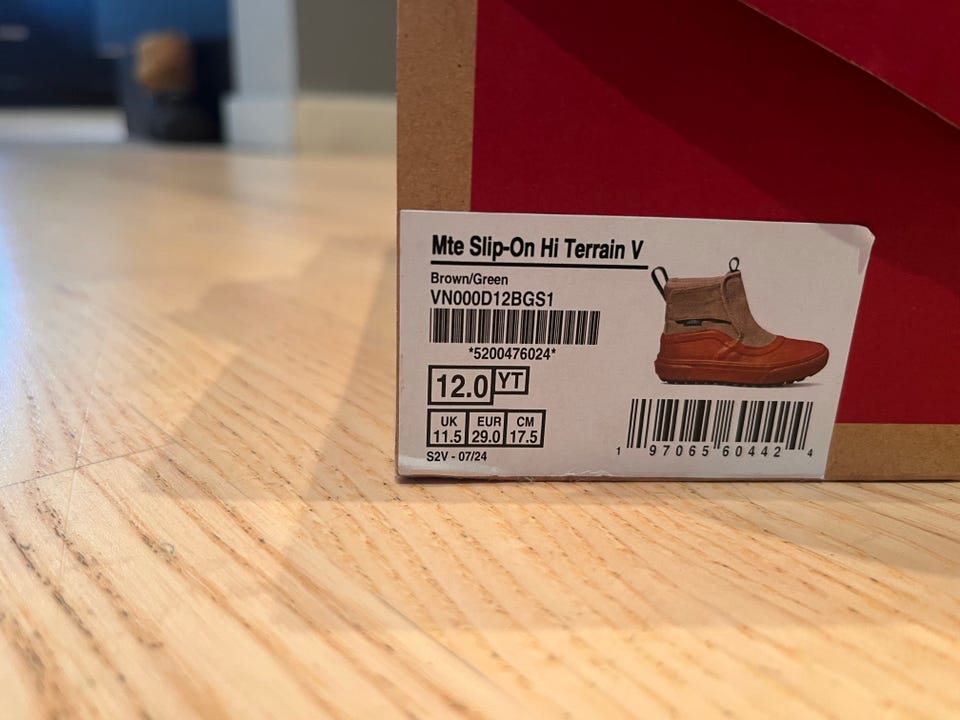 Mte Slip-On Hi Terrain V
Brown/Green
VN000D12BGS1
*5200476024*
12.0 YT
UK EUR CM
11.5 29.0 17.5
S2V - 07/24
1 97065 60442 4